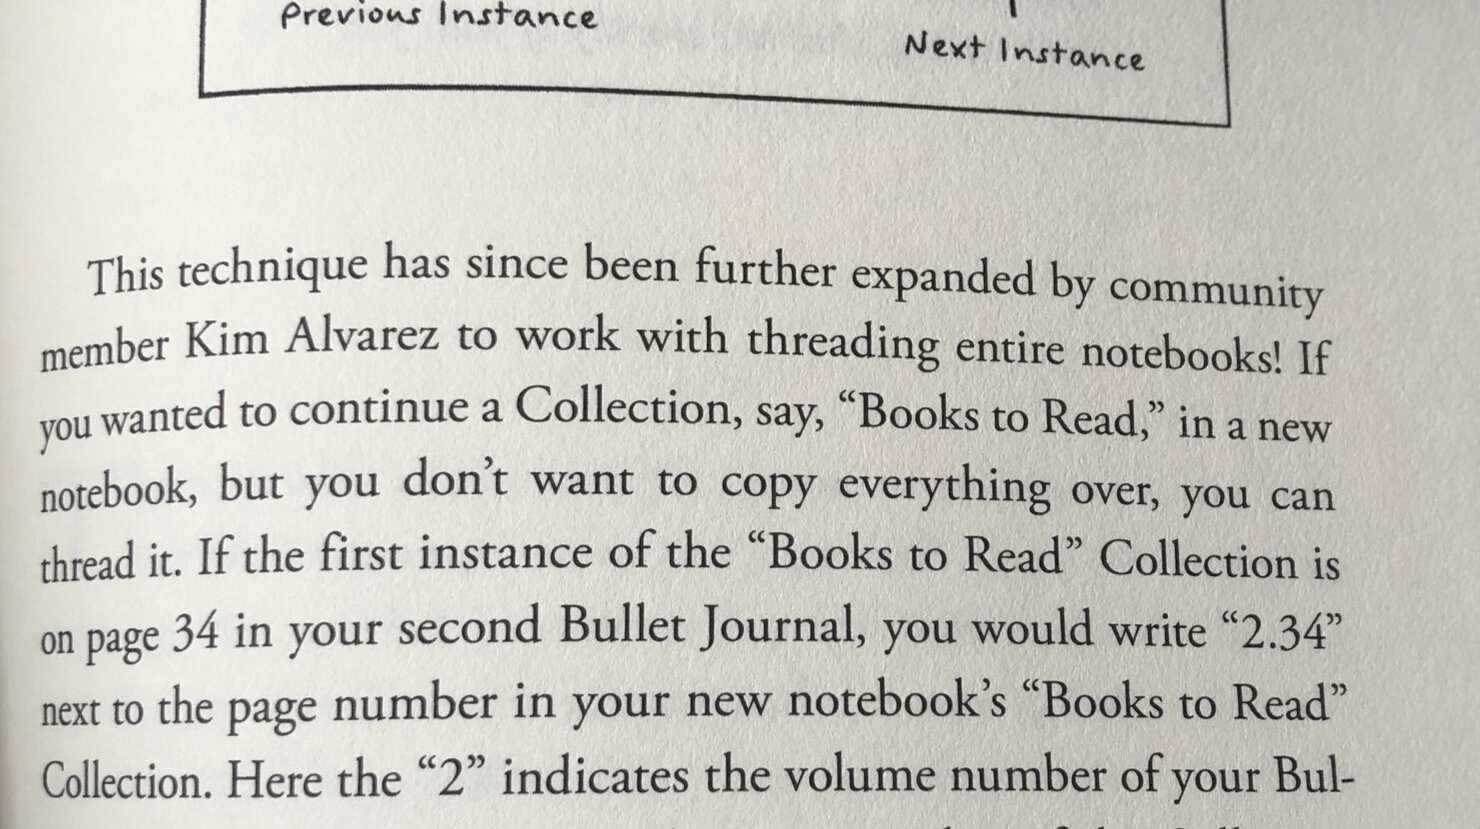 Previous Instance
Next Instance
This technique has since been further expanded by community
member Kim Alvarez to work with threading entire notebooks! If
you wanted to continue a Collection, say, “Books to Read,” in a new
notebook, but you don’t want to copy everything over, you can
thread it. If the first instance of the “Books to Read” Collection is
on page 34 in your second Bullet Journal, you would write “2.34”
next to the page number in your new notebook’s “Books to Read”
Collection. Here the “2” indicates the volume number of your Bul-